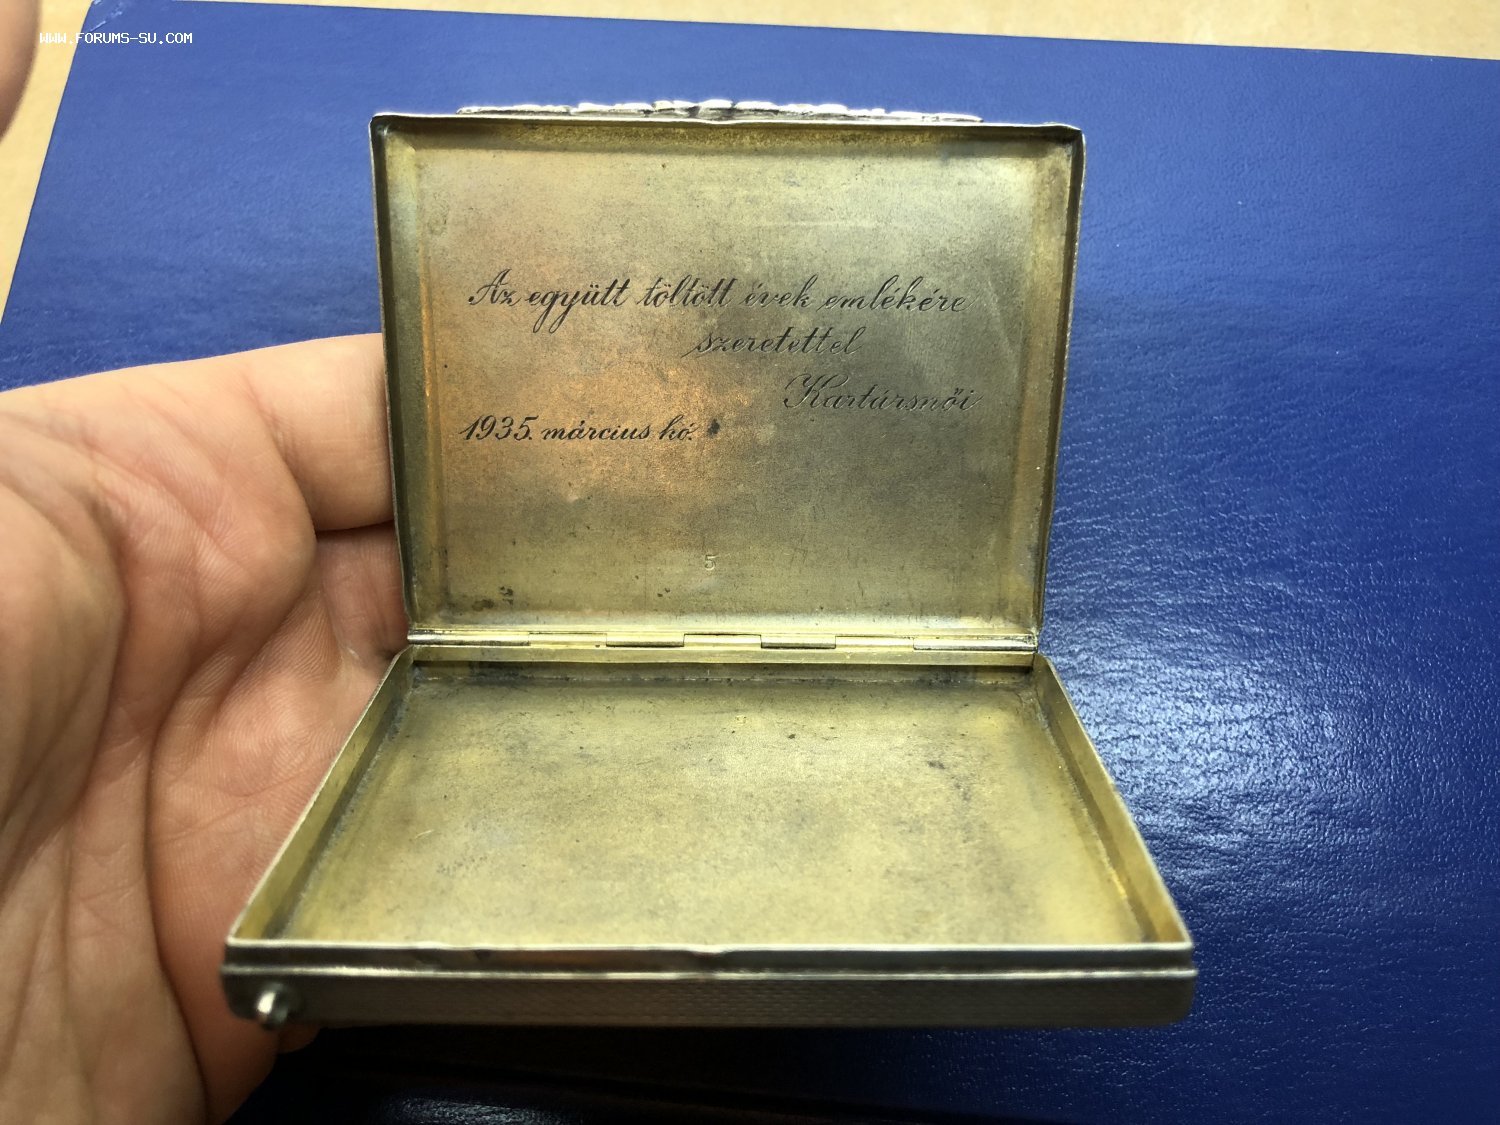 WWW.FORUMS-SU.COM
Az együtt töltött évek emlékére
szeretettel
Kartársnői
1935. március hó.
5